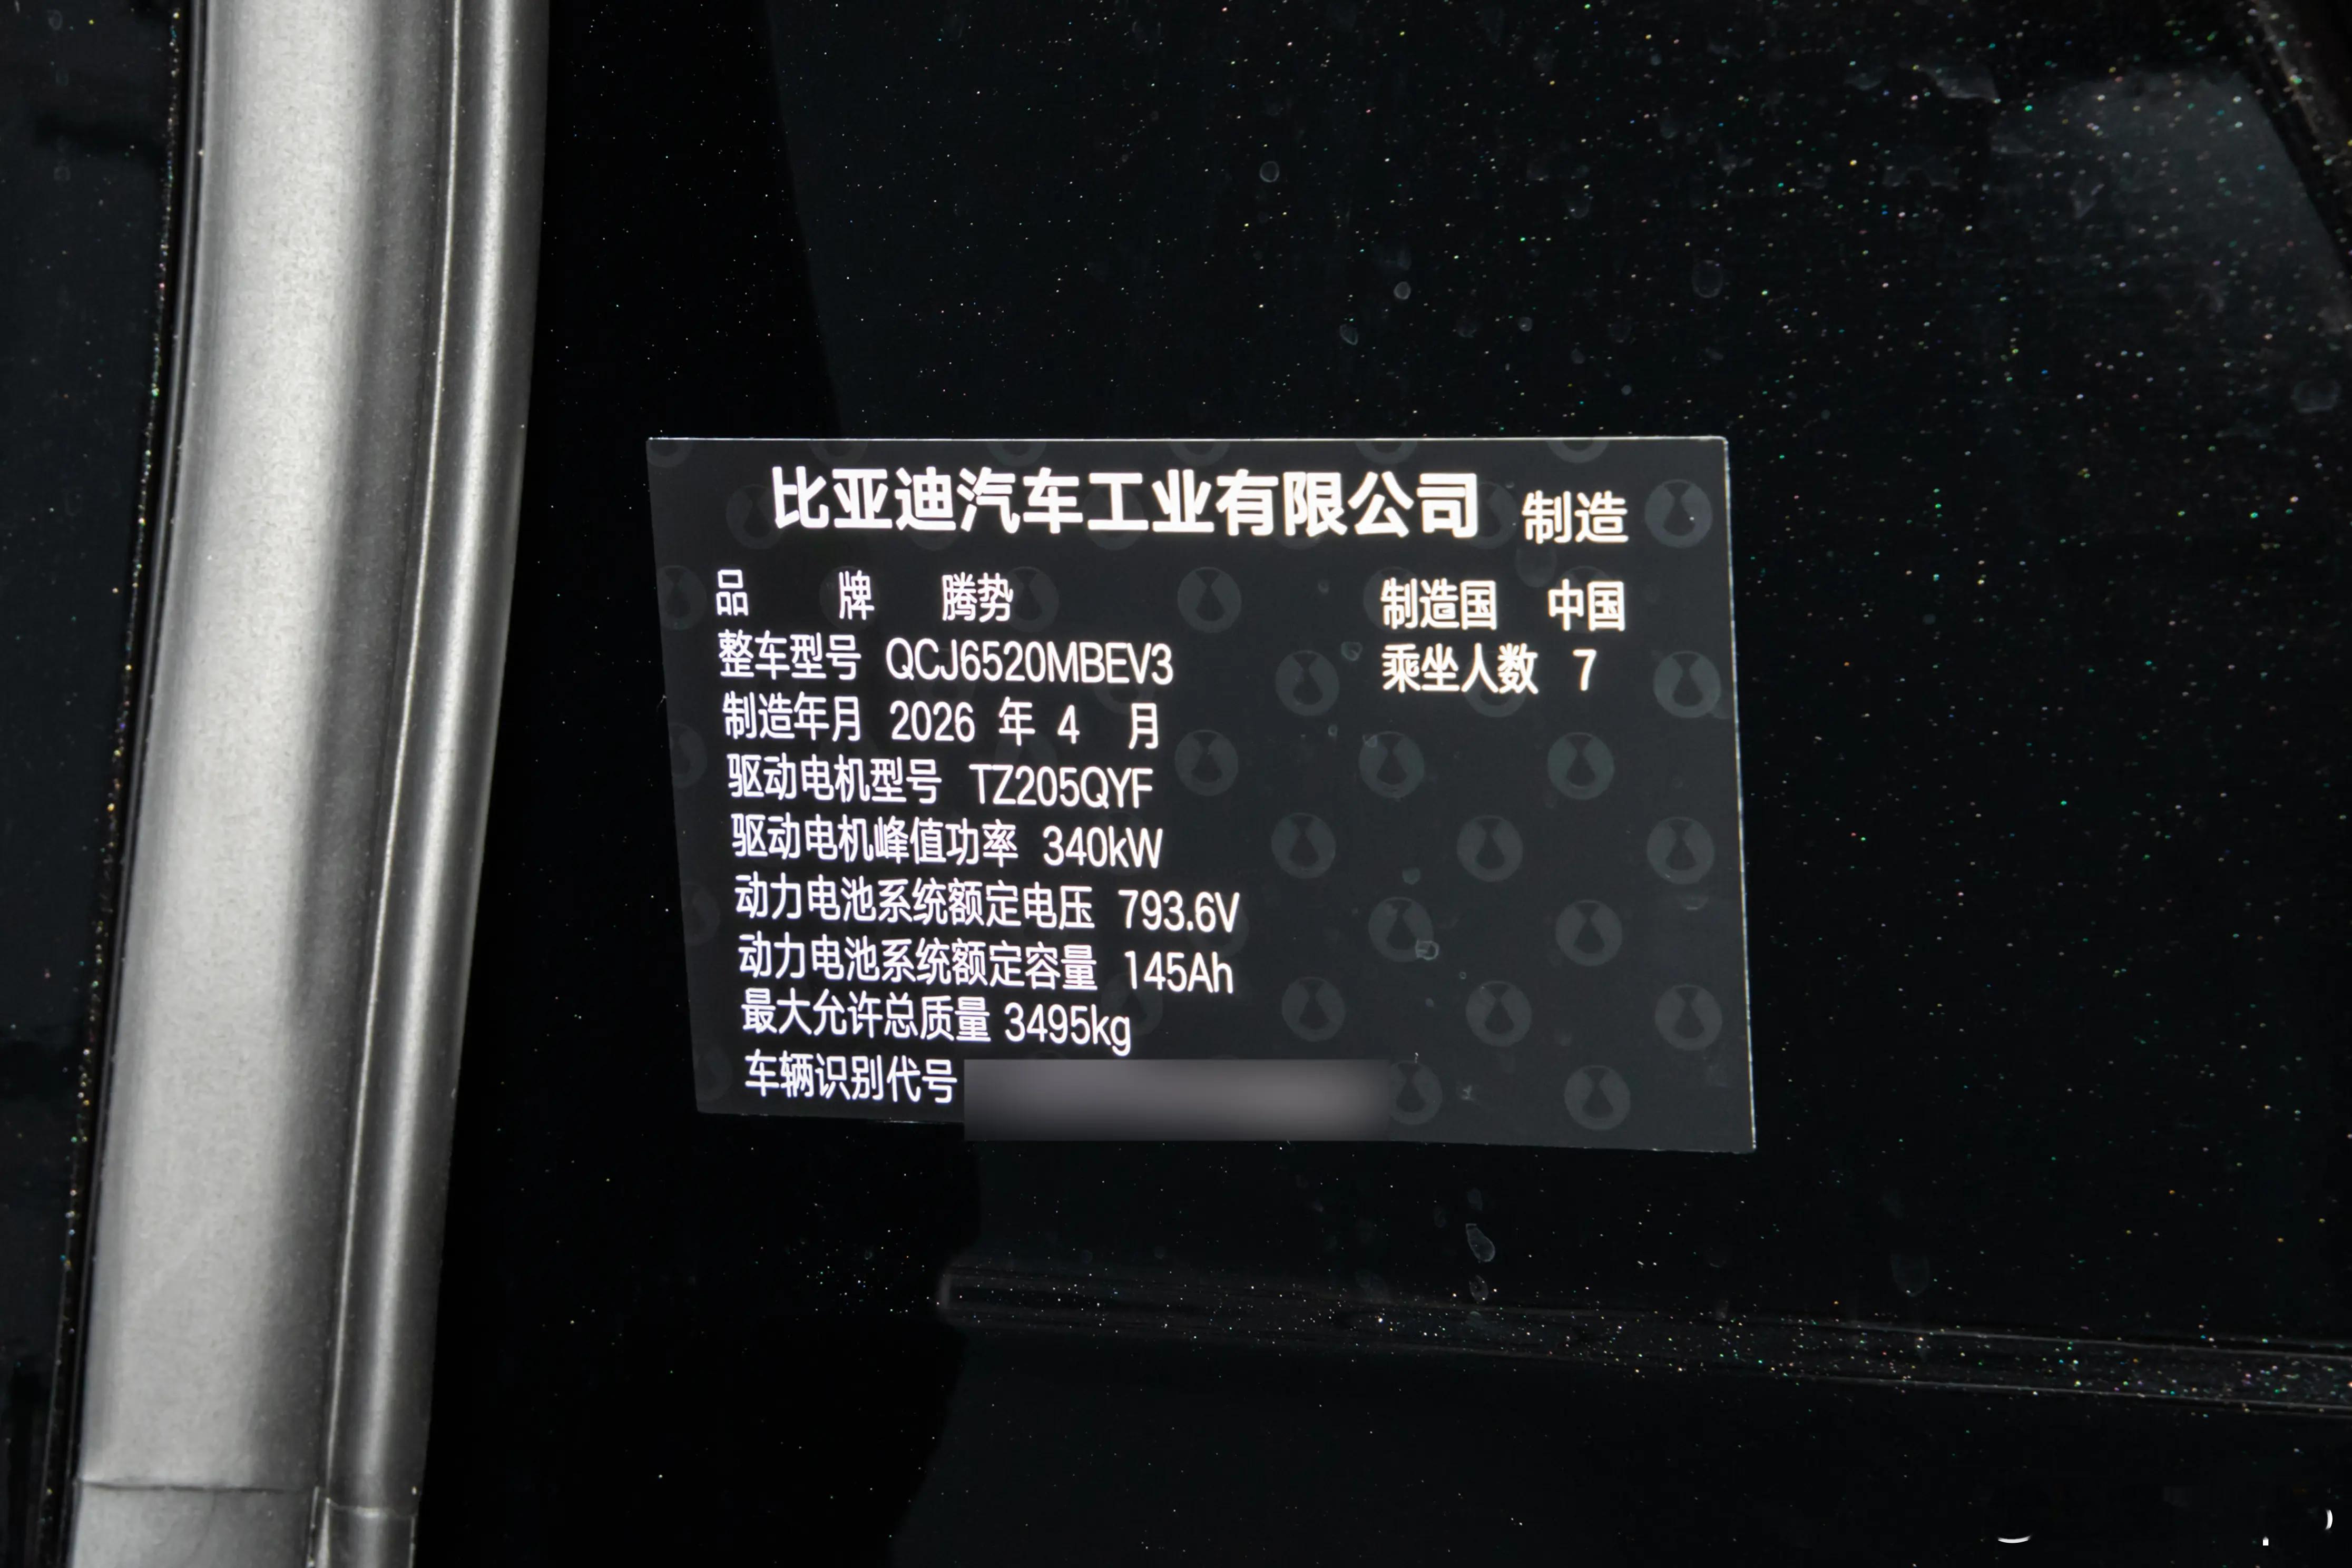 比亚迪汽车工业有限公司 制造
品 牌 腾势 制造国 中国
整车型号 QCJ6520MBEV3 乘坐人数 7
制造年月 2026 年 4 月
驱动电机型号 TZ205QYF
驱动电机峰值功率 340kW
动力电池系统额定电压 793.6V
动力电池系统额定容量 145Ah
最大允许总质量 3495kg
车辆识别代号